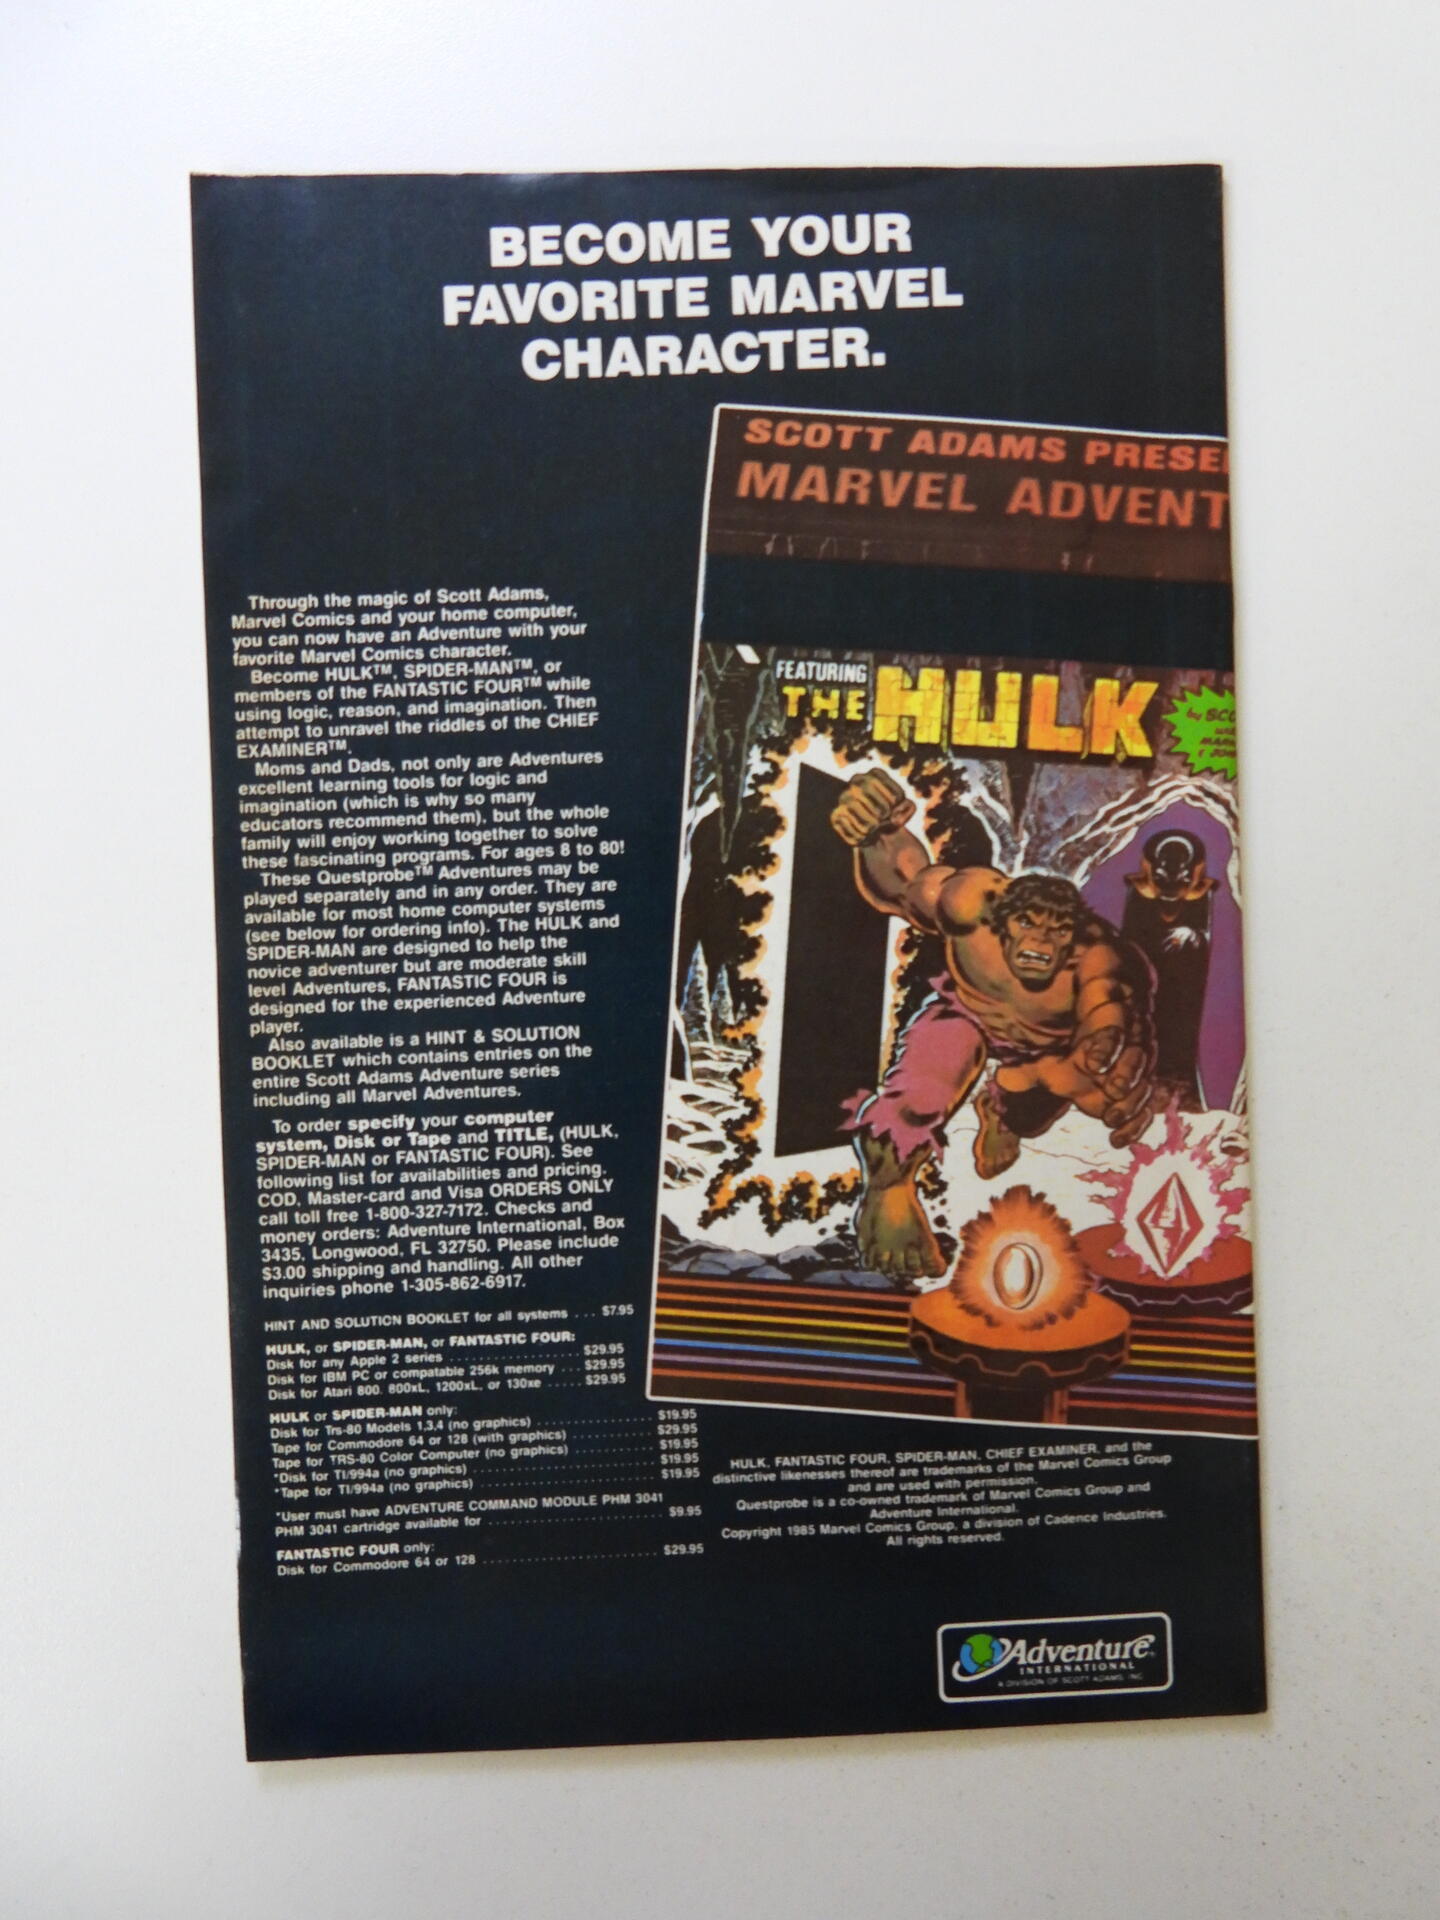 BECOME YOUR
FAVORITE MARVEL
CHARACTER.
SCOTT ADAMS
MARVEL
FEATURING
THE HULK
by
Through the magic of Scott Adams,
Marvel Comics and your home computer,
you can now have an Adventure with your
favorite Marvel Comics character.
Become HULK™, SPIDER-MAN™, or
members of the FANTASTIC FOUR™ while
using logic, reason, and imagination. Then
attempt to unravel the riddles of the CHIEF
EXAMINER™.
Moms and Dads, not only are Adventures
excellent learning tools for logic and
imagination (which is why so many
educators recommend them), but the whole
family will enjoy working together to solve
these fascinating programs. For ages 8 to 80!
These Questprobe™ Adventures may be
played separately and in any order. They are
available for most home computer systems
(see below for ordering info). The HULK and
SPIDER-MAN are designed to help the
novice adventurer but are moderate skill
level Adventures, FANTASTIC FOUR is
designed for the experienced Adventure
player.
Also available is a HINT & SOLUTION
BOOKLET which contains entries on the
entire Scott Adams Adventure series
including all Marvel Adventures.
To order specify your computer
system, Disk or Tape and TITLE, (HULK,
SPIDER-MAN or FANTASTIC FOUR). See
following list for availabilities and pricing.
COD, Master-card and Visa ORDERS ONLY
call toll free 1-800-327-7172. Checks and
money orders: Adventure International, Box
3435, Longwood, FL 32750. Please include
$3.00 shipping and handling. All other
inquiries phone 1-305-862-6917.
HINT AND SOLUTION BOOKLET for all systems ... $7.95
HULK, or SPIDER-MAN, or FANTASTIC FOUR:
Disk for any Apple 2 series .................. $29.95
Disk for IBM PC or compatable 256k memory ... $29.95
Disk for Atari 800, 800xL, 1200xL, or 130xe ..... $29.95
HULK or SPIDER-MAN only:
Disk for Trs-80 Models 1,3,4 (no graphics) ................ $19.95
Tape for Commodore 64 or 128 (with graphics) ........... $29.95
Tape for TRS-80 Color Computer (no graphics) ........... $19.95
*Disk for TI/994a (no graphics) .......................... $19.95
*Tape for TI/994a (no graphics) ......................... $19.95
*User must have ADVENTURE COMMAND MODULE PHM 3041
PHM 3041 cartridge available for ......................... $9.95
FANTASTIC FOUR only:
Disk for Commodore 64 or 128 ......................... $29.95
HULK, FANTASTIC FOUR, SPIDER-MAN, CHIEF EXAMINER, and the
distinctive likenesses thereof are trademarks of the Marvel Comics Group
and are used with permission.
Questprobe is a co-owned trademark of Marvel Comics Group and
Adventure International.
Copyright 1985 Marvel Comics Group, a division of Cadence Industries.
All rights reserved.
Adventure
INTERNATIONAL
A DIVISION OF SCOTT ADAMS, INC.